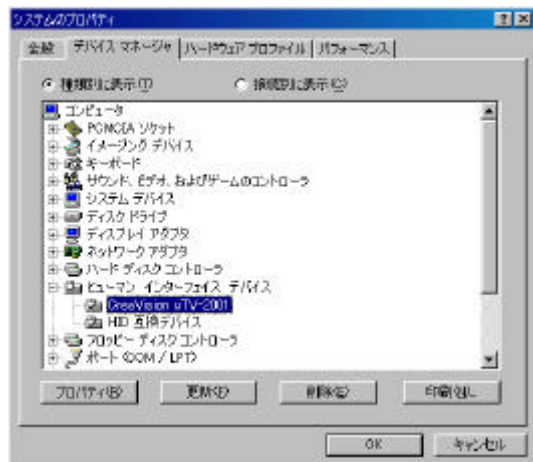 システムのプロパティ
全般 デバイス マネージャ ハードウェア プロファイル パフォーマンス
種類別に表示(T) 接続別に表示(C)
コンピュータ
PCMCIA ソケット
イメージング デバイス
キーボード
サウンド、ビデオ、およびゲームのコントローラ
システム デバイス
ディスク ドライブ
ディスプレイ アダプタ
ネットワーク アダプタ
ハード ディスク コントローラ
ヒューマン インターフェイス デバイス
CreaVision uTV-2001
HID 互換デバイス
フロッピー ディスク コントローラ
ポート (COM / LPT)
プロパティ(R) 更新(F) 削除(E) 印刷(N)...
OK キャンセル